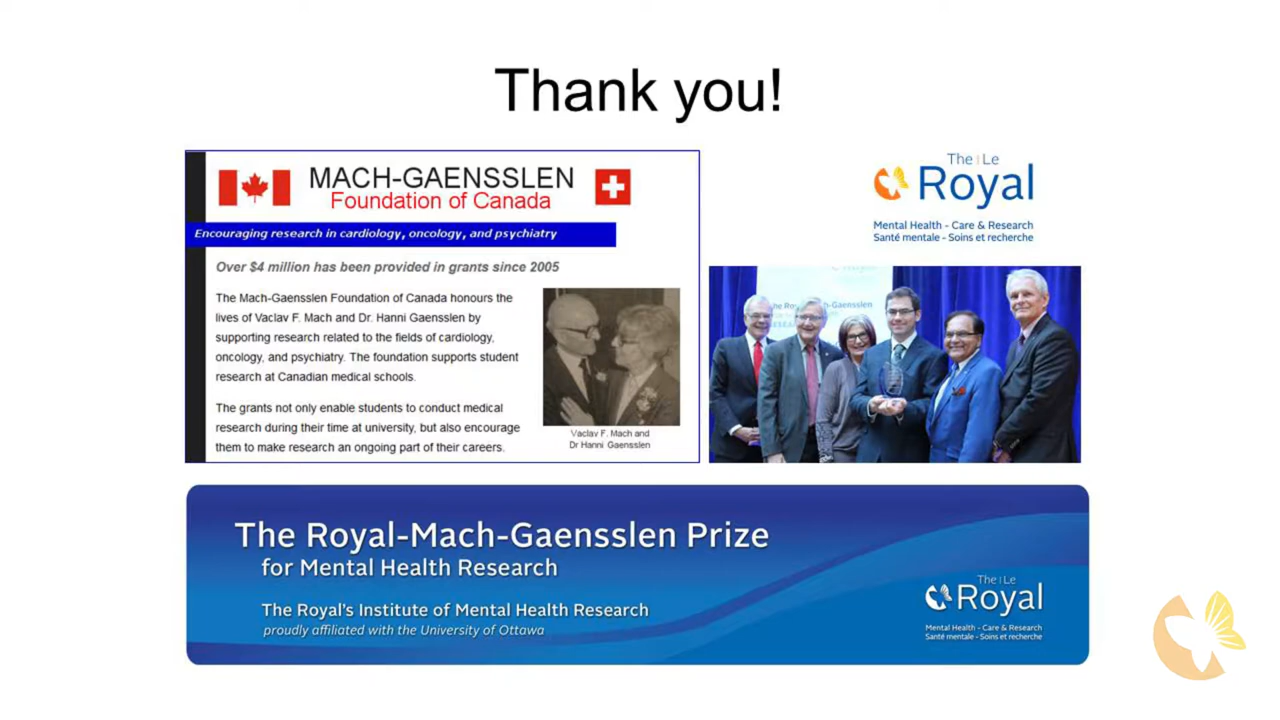 Thank you!
MACH-GAENSSLEN
Foundation of Canada
Encouraging research in cardiology, oncology, and psychiatry
Over $4 million has been provided in grants since 2005
The Mach-Gaensslen Foundation of Canada honours the
lives of Vaclav F. Mach and Dr. Hanni Gaensslen by
supporting research related to the fields of cardiology,
oncology, and psychiatry. The foundation supports student
research at Canadian medical schools.
The grants not only enable students to conduct medical
research during their time at university, but also encourage
them to make research an ongoing part of their careers.
Vaclav F. Mach and
Dr Hanni Gaensslen
The | Le
Royal
Mental Health - Care & Research
Santé mentale - Soins et recherche
The Royal-Mach-Gaensslen Prize
for Mental Health Research
The Royal's Institute of Mental Health Research
proudly affiliated with the University of Ottawa
The | Le
Royal
Mental Health - Care & Research
Santé mentale - Soins et recherche